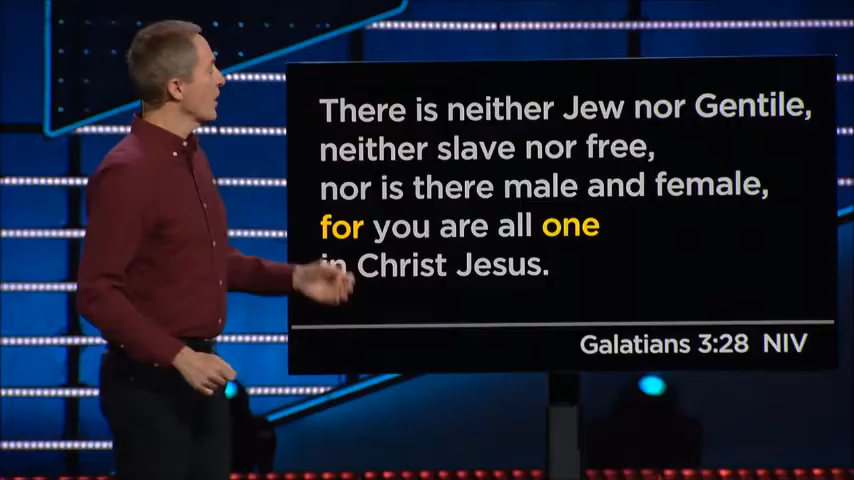 There is neither Jew nor Gentile,
neither slave nor free,
nor is there male and female,
for you are all one
in Christ Jesus.
Galatians 3:28 NIV